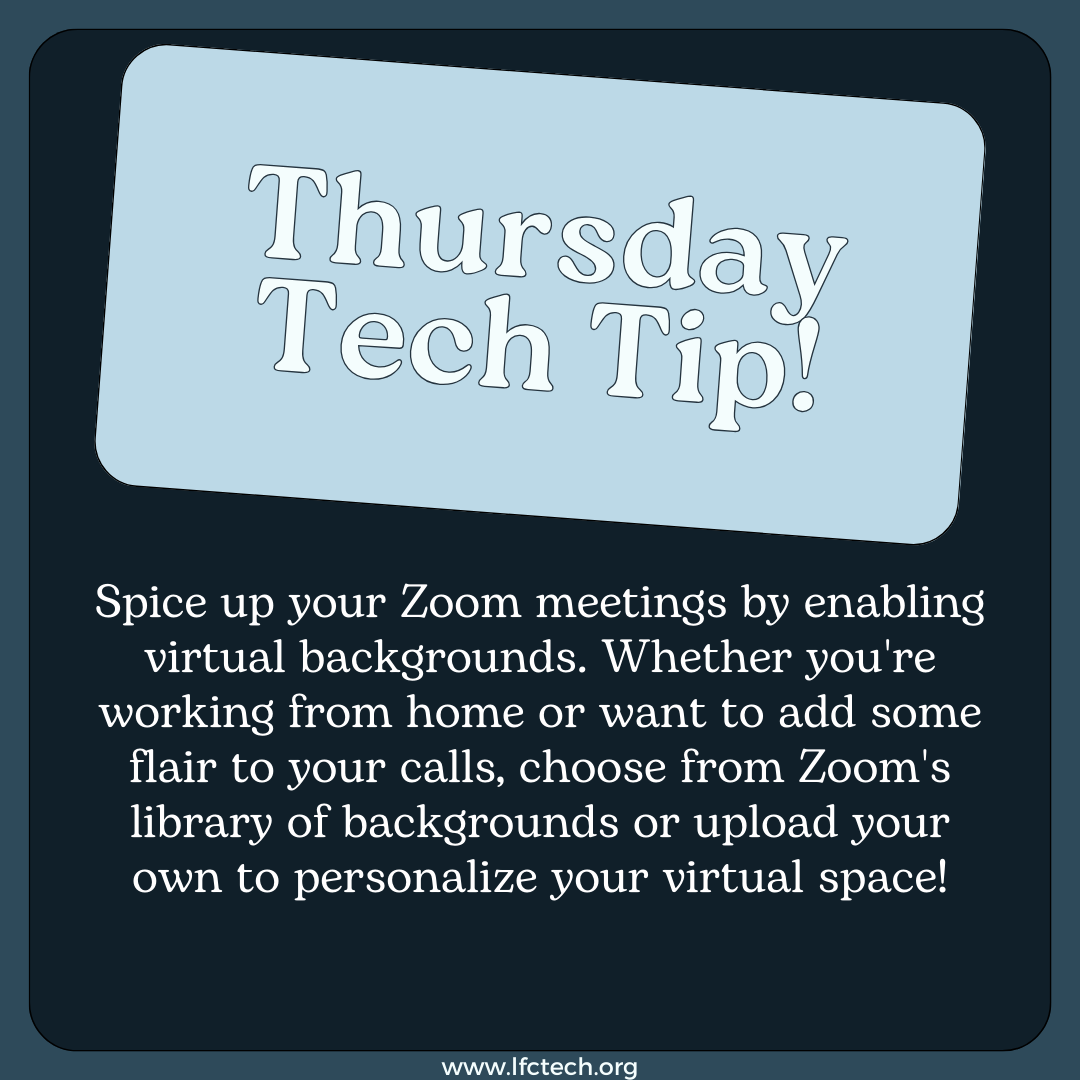 Thursday
Tech Tip!
Spice up your Zoom meetings by enabling
virtual backgrounds. Whether you're
working from home or want to add some
flair to your calls, choose from Zoom's
library of backgrounds or upload your
own to personalize your virtual space!
www.lfctech.org